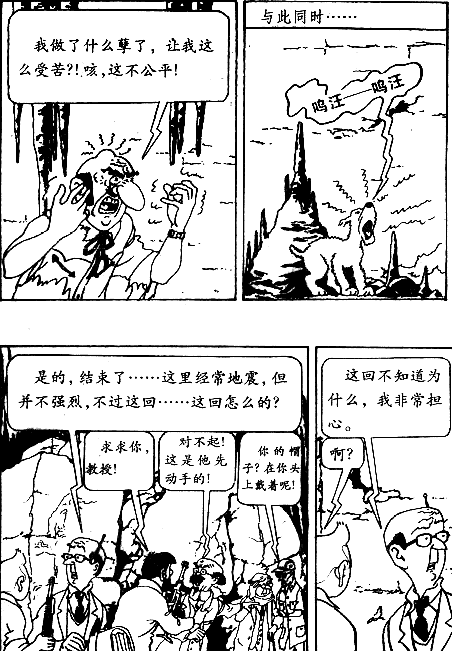 我做了什么孽了，让我这
么受苦?!咳,这不公平!
与此同时……
呜汪——呜汪
是的，结束了……这里经常地震，但
并不强烈,不过这回……这回怎么的?
求求你，
教授!
对不起!
这是他先
动手的!
你的帽
子?在你头
上戴着呢!
这回不知道为
什么，我非常担
心。
啊?